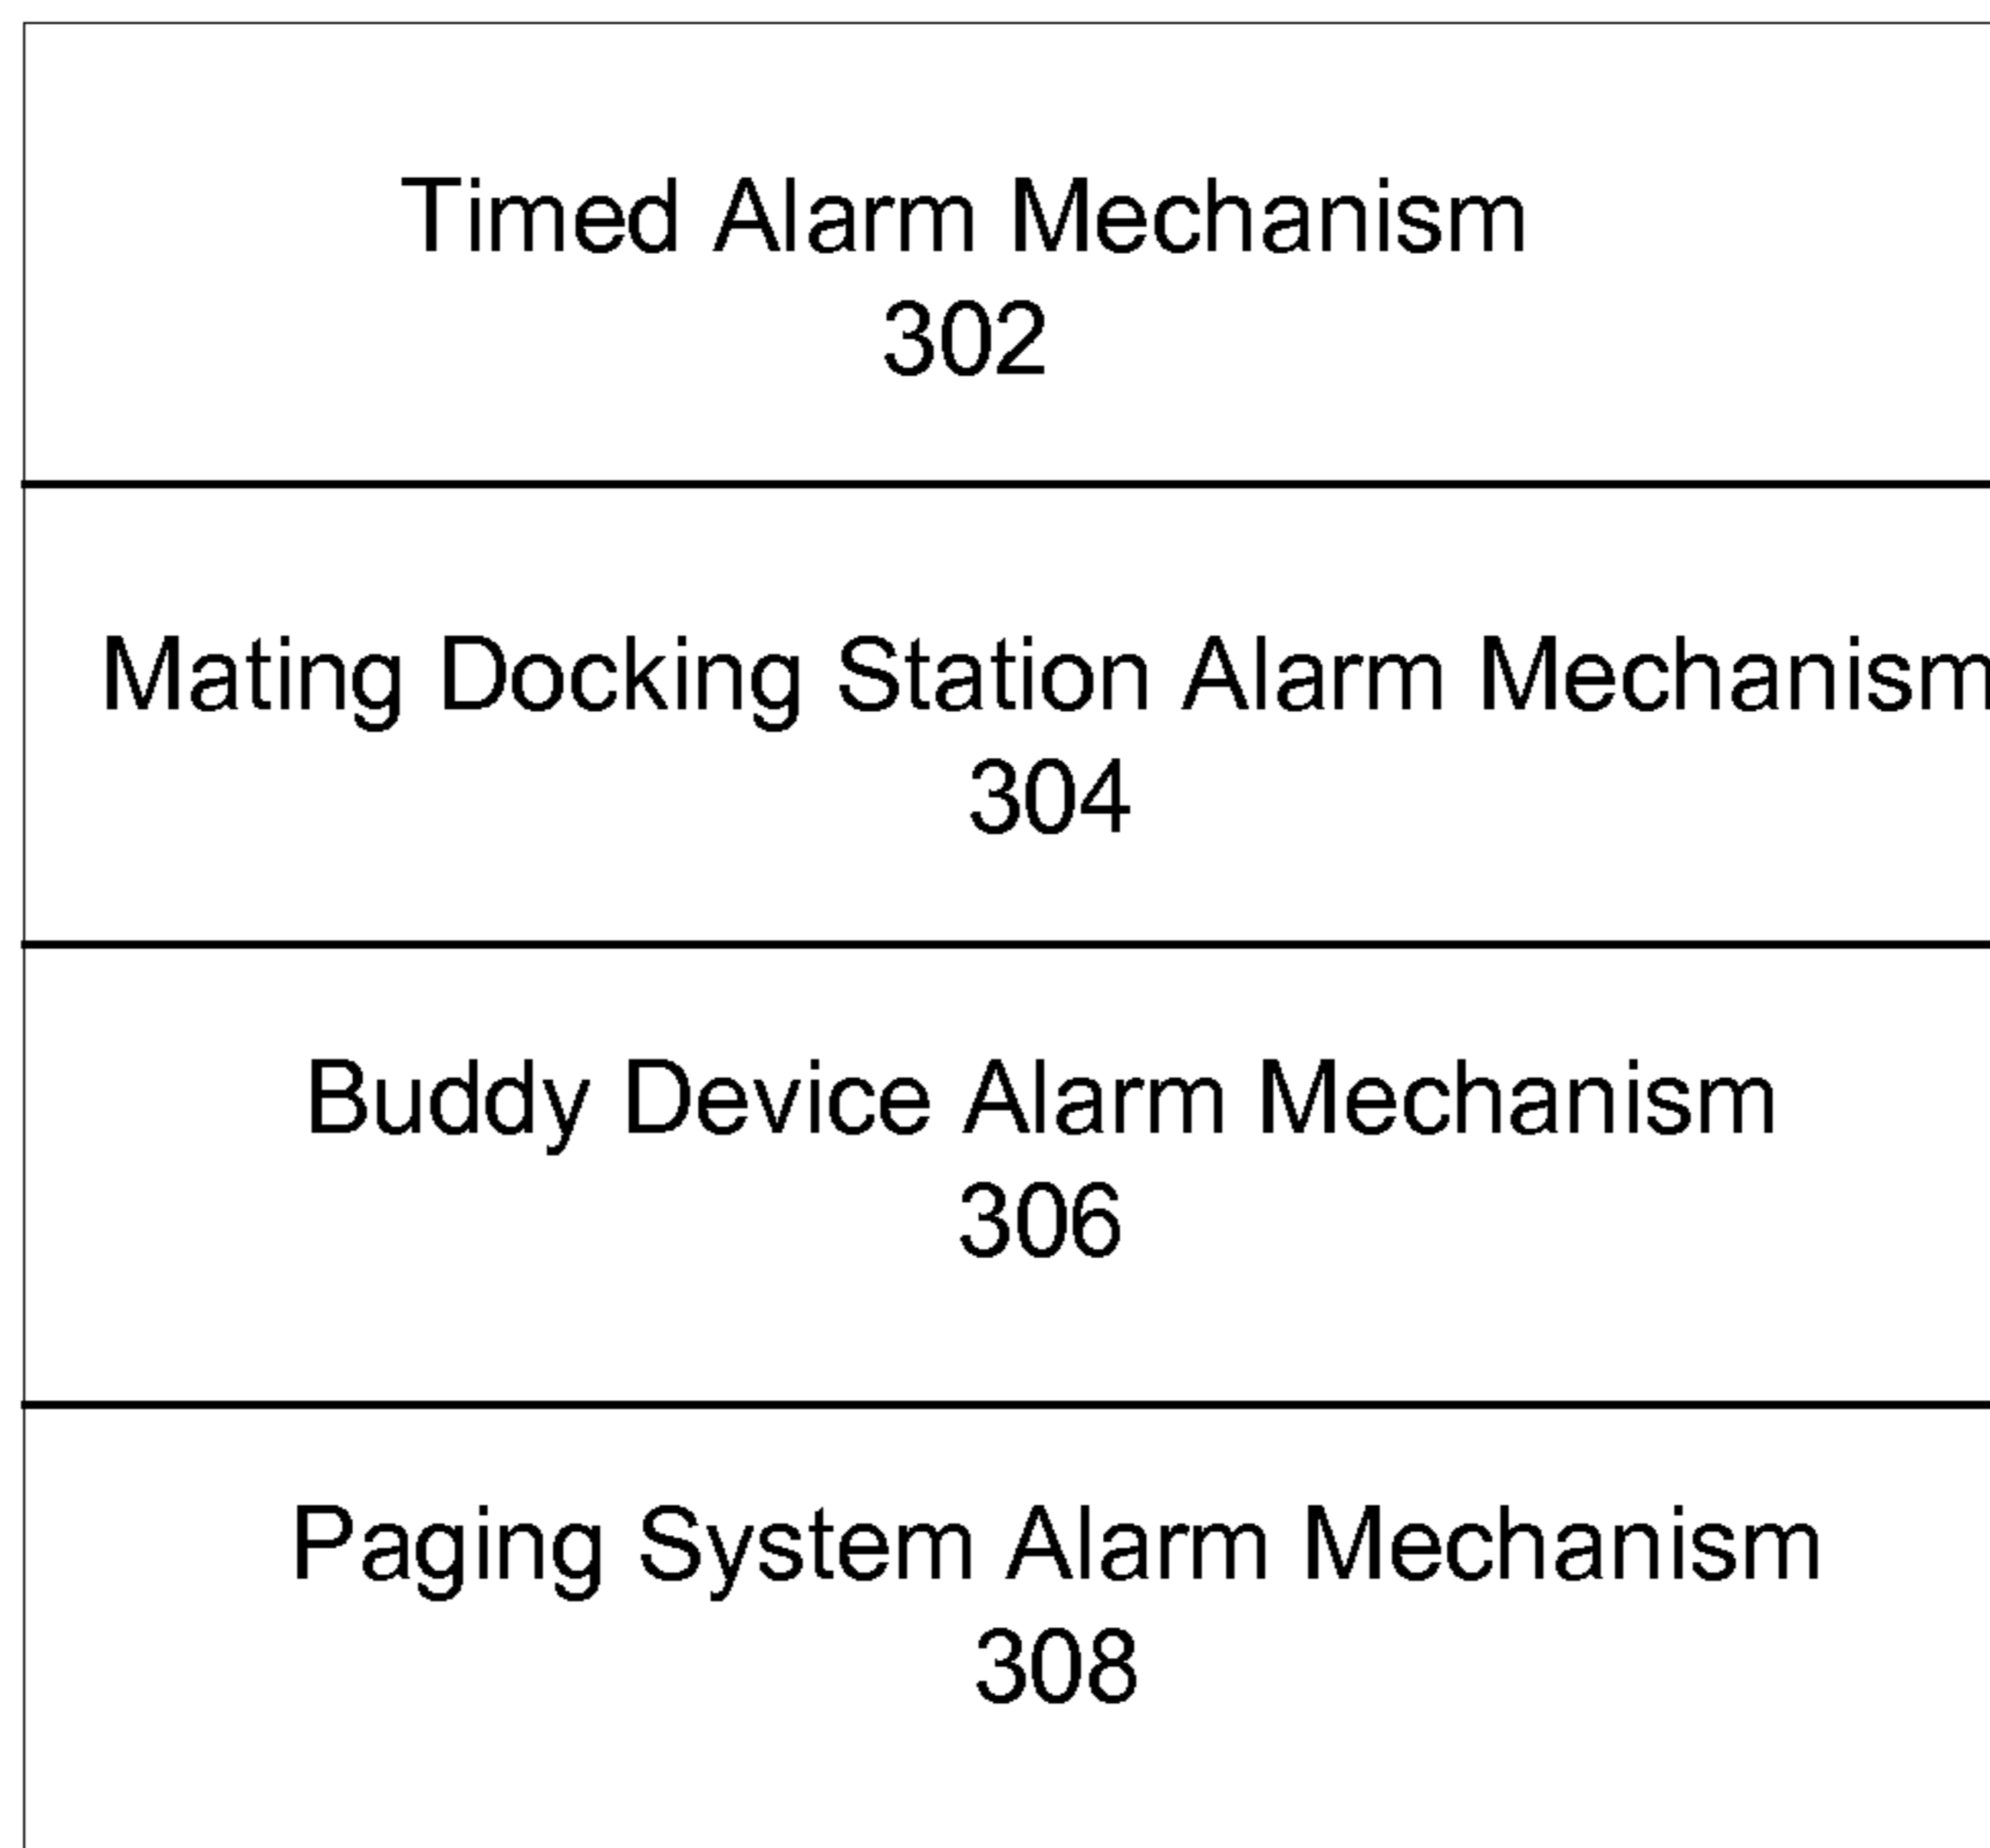 Timed Alarm Mechanism
302
Mating Docking Station Alarm Mechanism
304
Buddy Device Alarm Mechanism
306
Paging System Alarm Mechanism
308